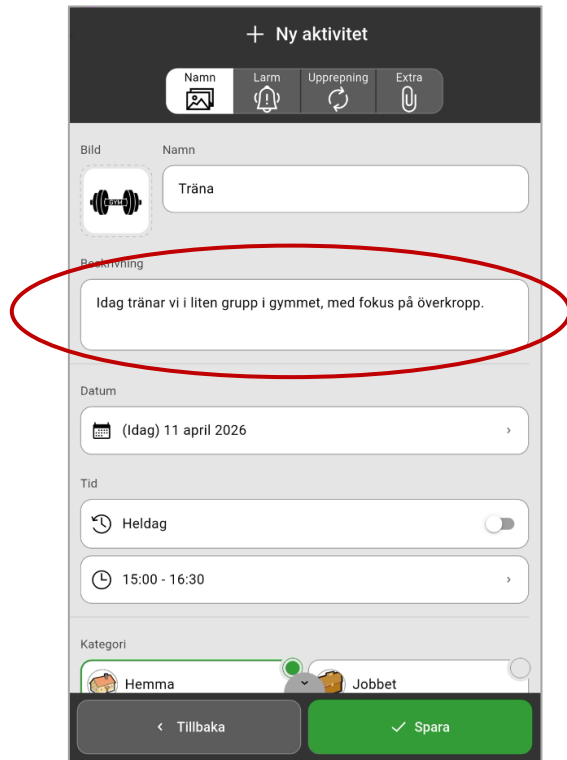 Ny aktivitet
Namn Larm Upprepning Extra
Bild Namn
GYM
Träna
Beskrivning
Idag tränar vi i liten grupp i gymmet, med fokus på överkropp.
Datum
(Idag) 11 april 2026
Tid
Heldag
15:00 - 16:30
Kategori
Hemma Jobbet
Tillbaka Spara